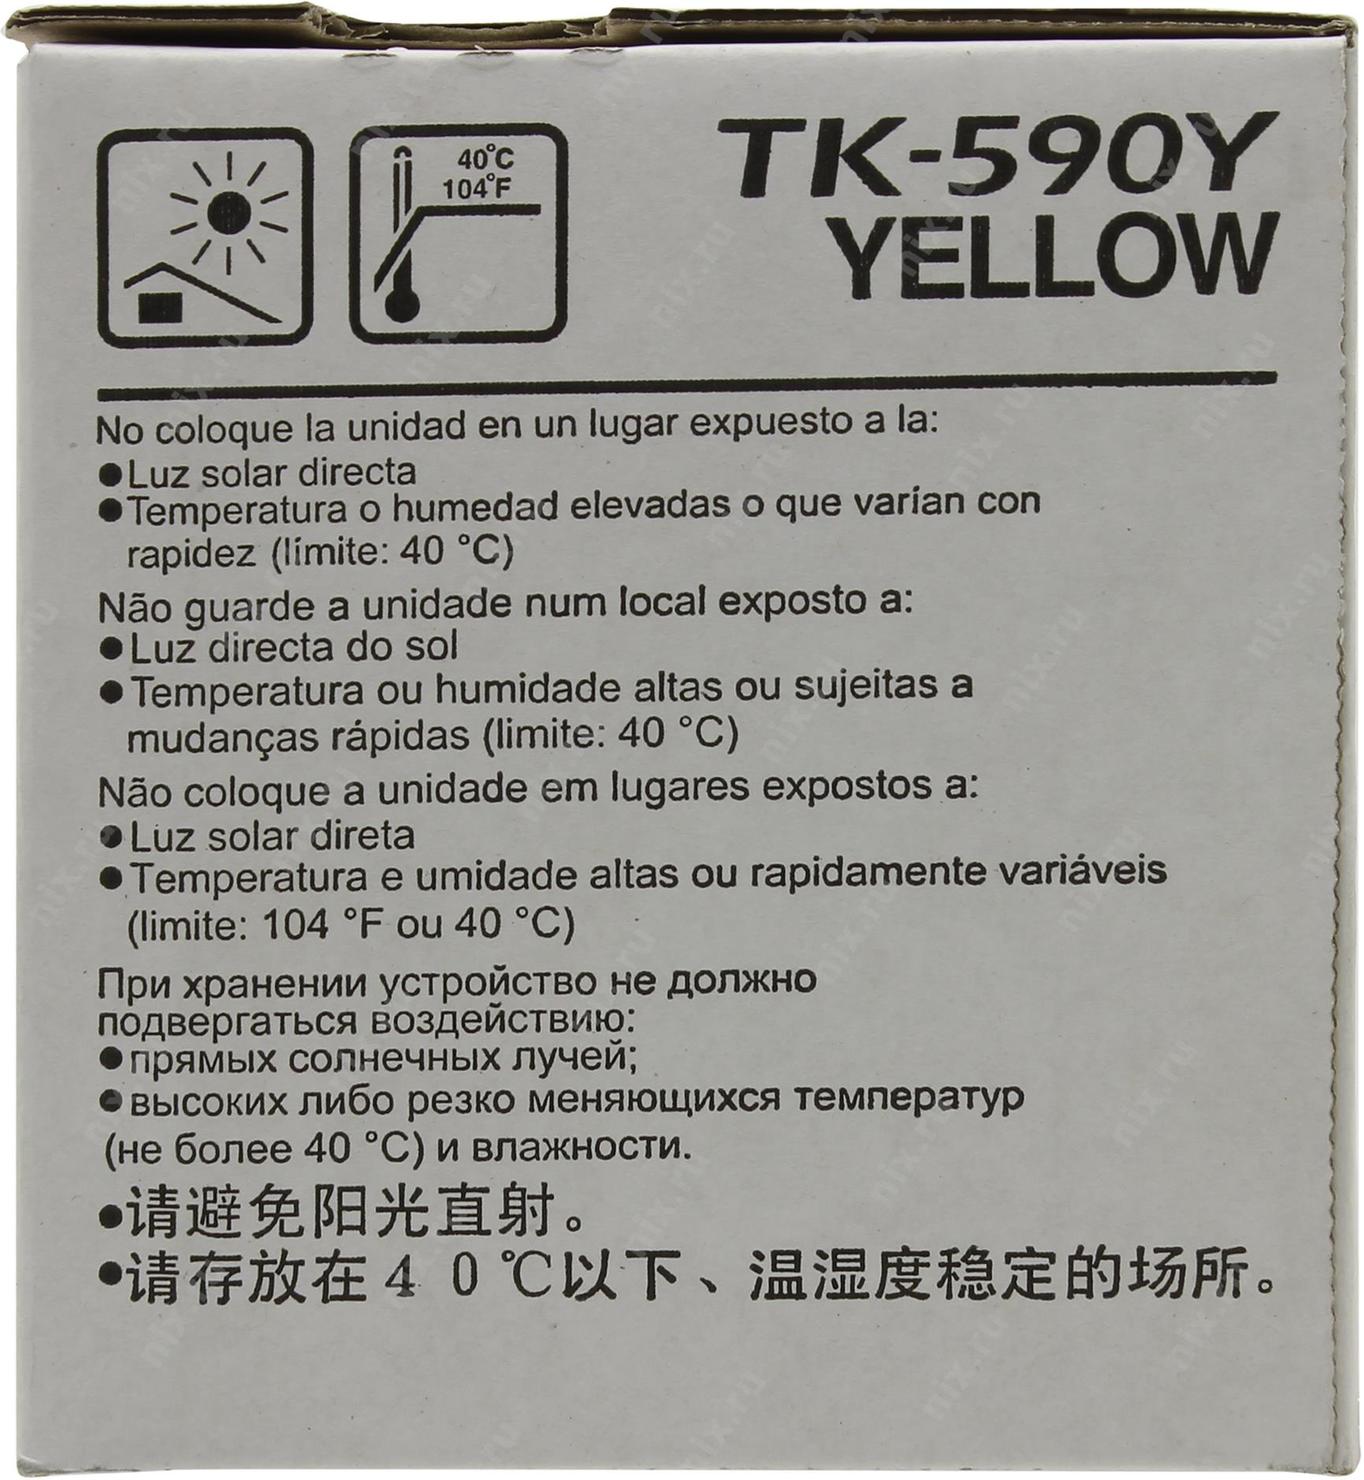 40°C
104°F
TK-590Y
YELLOW
No coloque la unidad en un lugar expuesto a la:
●Luz solar directa
●Temperatura o humedad elevadas o que varían con
rapidez (límite: 40 °C)
Não guarde a unidade num local exposto a:
●Luz directa do sol
●Temperatura ou humidade altas ou sujeitas a
mudanças rápidas (limite: 40 °C)
Não coloque a unidade em lugares expostos a:
●Luz solar direta
●Temperatura e umidade altas ou rapidamente variáveis
(limite: 104 °F ou 40 °C)
При хранении устройство не должно
подвергаться воздействию:
●прямых солнечных лучей;
●высоких либо резко меняющихся температур
(не более 40 °C) и влажности.
●请避免阳光直射。
●请存放在40℃以下、温湿度稳定的场所。
nix.ru